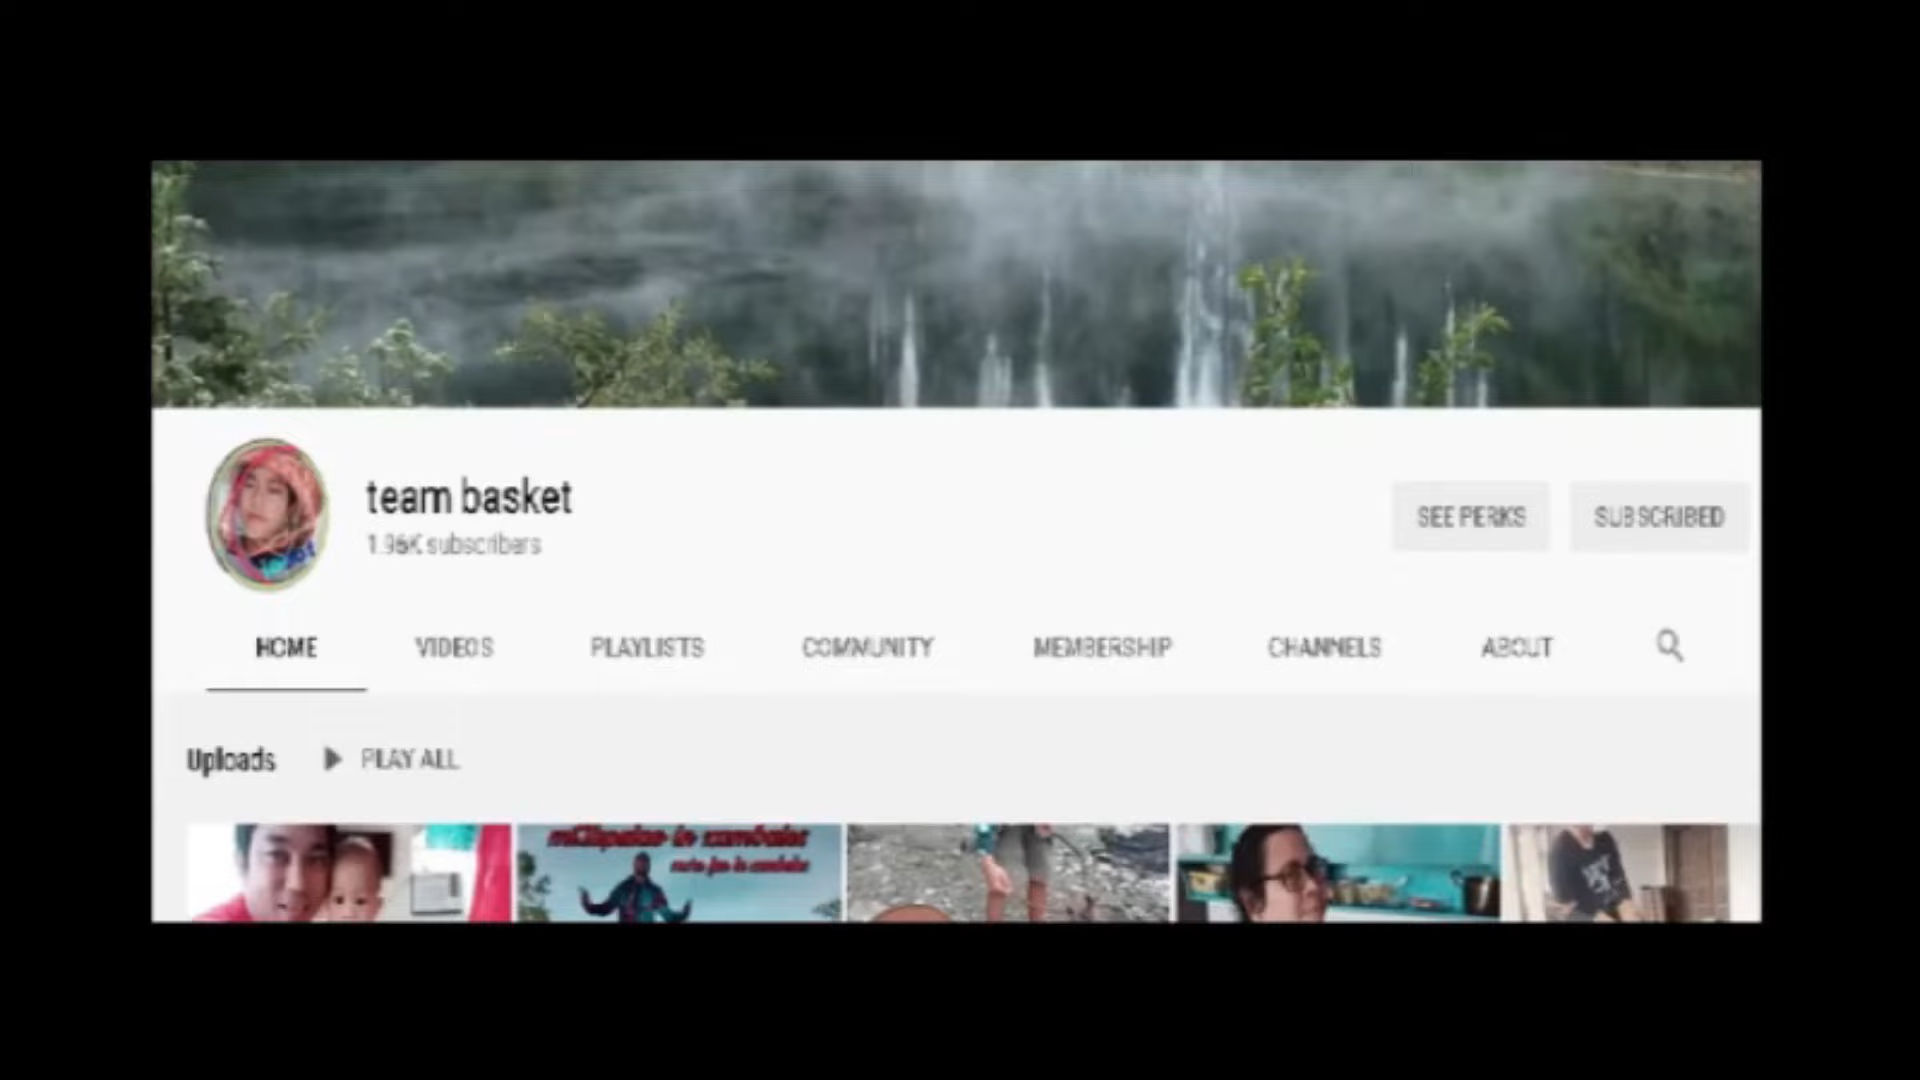 team basket
1.96K subscribers
SEE PERKS
SUBSCRIBED
HOME VIDEOS PLAYLISTS COMMUNITY MEMBERSHIP CHANNELS ABOUT
Uploads PLAY ALL